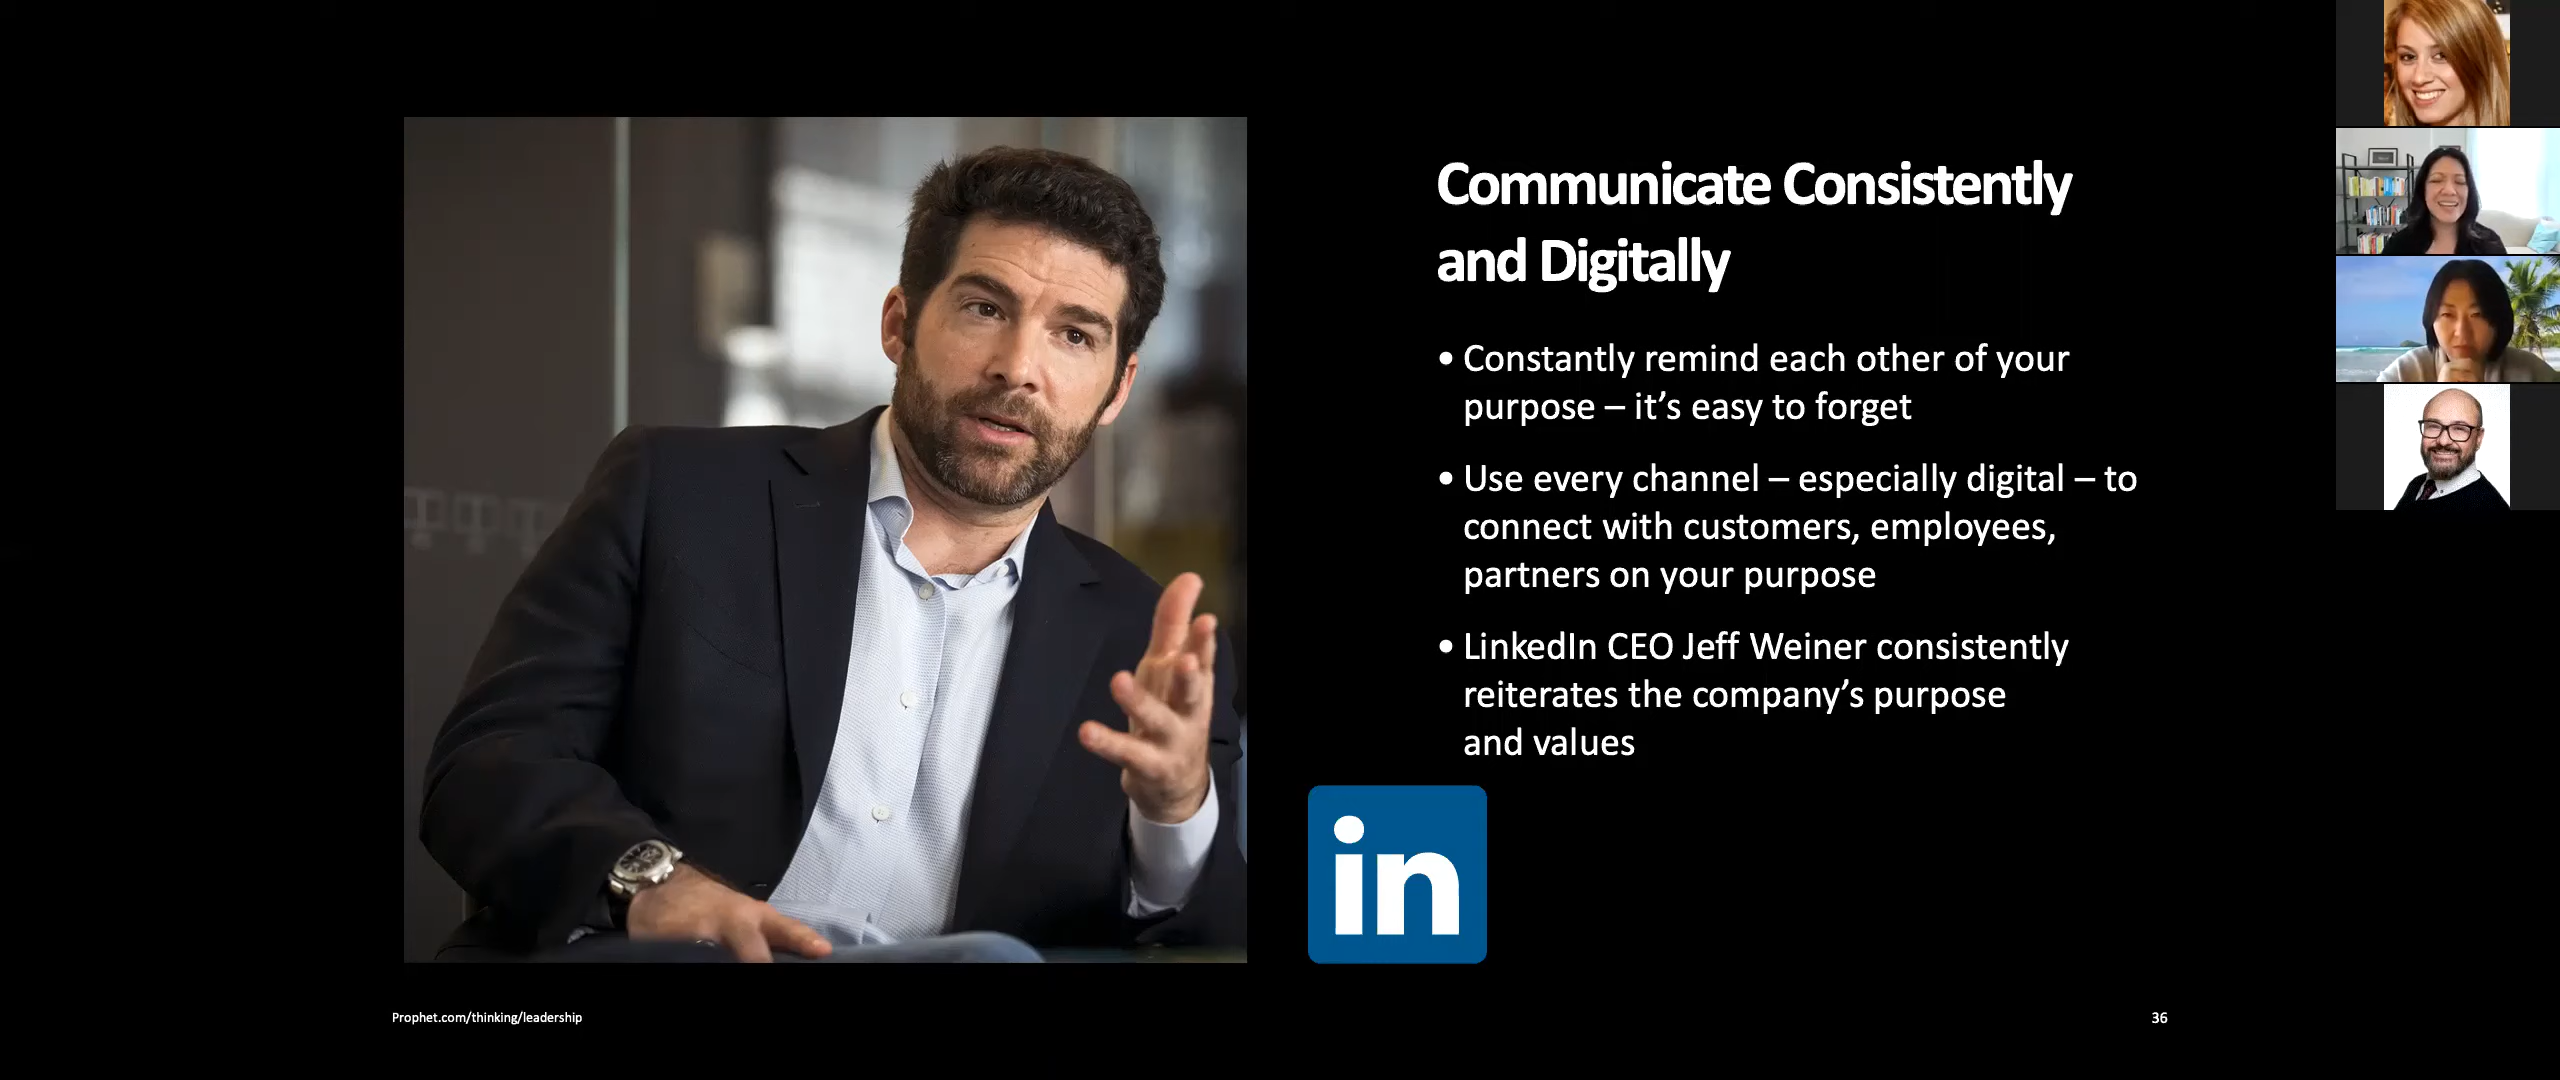 Communicate Consistently
and Digitally
• Constantly remind each other of your
purpose – it’s easy to forget
• Use every channel – especially digital – to
connect with customers, employees,
partners on your purpose
• LinkedIn CEO Jeff Weiner consistently
reiterates the company’s purpose
and values
in
Prophet.com/thinking/leadership
36